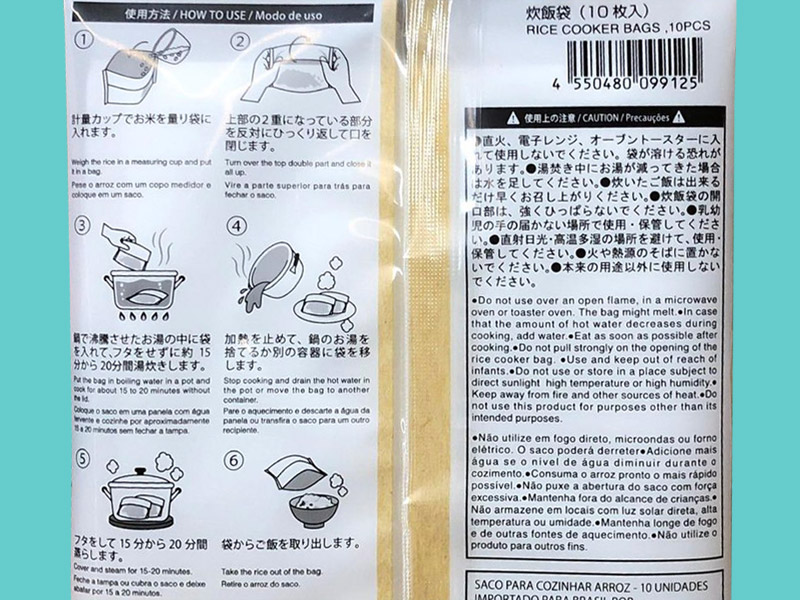 使用方法 / HOW TO USE / Modo de uso
①
計量カップでお米を量り袋に
入れます。
Weigh the rice in a measuring cup and put
it in a bag.
Pese o arroz com um copo medidor e
coloque em um saco.
②
上部の2重になっている部分
を反対にひっくり返して口を
閉じます。
Turn over the top double part and close it
all up.
Vire a parte superior para trás para
fechar o saco.
③
鍋で沸騰させたお湯の中に袋
を入れて、フタをせずに約 15
分から20分間湯炊きします。
Put the bag in boiling water in a pot and
cook for about 15 to 20 minutes without
the lid.
Coloque o saco em uma panela com água
fervente e cozinhe por aproximadamente
15 a 20 minutos sem fechar a tampa.
④
加熱を止めて、鍋のお湯を
捨てるか別の容器に袋を移
します。
Stop cooking and drain the hot water in
the pot or move the bag to another
container.
Pare o aquecimento e descarte a água da
panela ou transfira o saco para um outro
recipiente.
⑤
フタをして15分から20分間
蒸らします。
Cover and steam for 15-20 minutes.
Feche a tampa ou cubra o saco e deixe
abafar por 15 a 20 minutos.
⑥
袋からご飯を取り出します。
Take the rice out of the bag.
Retire o arroz do saco.
炊飯袋（10枚入）
RICE COOKER BAGS ,10PCS
4 550480 099125
使用上の注意 / CAUTION / Precauções
●直火、電子レンジ、オーブントースターに入
れて使用しないでください。袋が溶ける恐れが
あります。●湯焚き中にお湯が減ってきた場合
は水を足してください。●炊いたご飯は出来る
だけ早くお召し上がりください。●炊飯袋の開
口部は、強くひっぱらないでください。●乳幼
児の手の届かない場所で使用・保管してくださ
い。●直射日光・高温多湿の場所を避けて、使用・
保管してください。●火や熱源のそばに置かな
いでください。●本来の用途以外に使用しない
でください。
●Do not use over an open flame, in a microwave
oven or toaster oven. The bag might melt.●In case
that the amount of hot water decreases during
cooking, add water.●Eat as soon as possible after
cooking.●Do not pull strongly on the opening of the
rice cooker bag. ●Use and keep out of reach of
infants.●Do not use or store in a place subject to
direct sunlight high temperature or high humidity.●
Keep away from fire and other sources of heat.●Do
not use this product for purposes other than its
intended purposes.
●Não utilize em fogo direto, microondas ou forno
elétrico. O saco poderá derreter●Adicione mais
água se o nível de água diminuir durante o
cozimento.●Consuma o arroz pronto o mais rápido
possível.●Não puxe a abertura do saco com força
excessiva.●Mantenha fora do alcance de crianças.●
Não armazene em locais com luz solar direta, alta
temperatura ou umidade.●Mantenha longe de fogo
e de outras fontes de aquecimento.●Não utilize o
produto para outros fins.
SACO PARA COZINHAR ARROZ - 10 UNIDADES
IMPORTADO PARA BRASIL POR